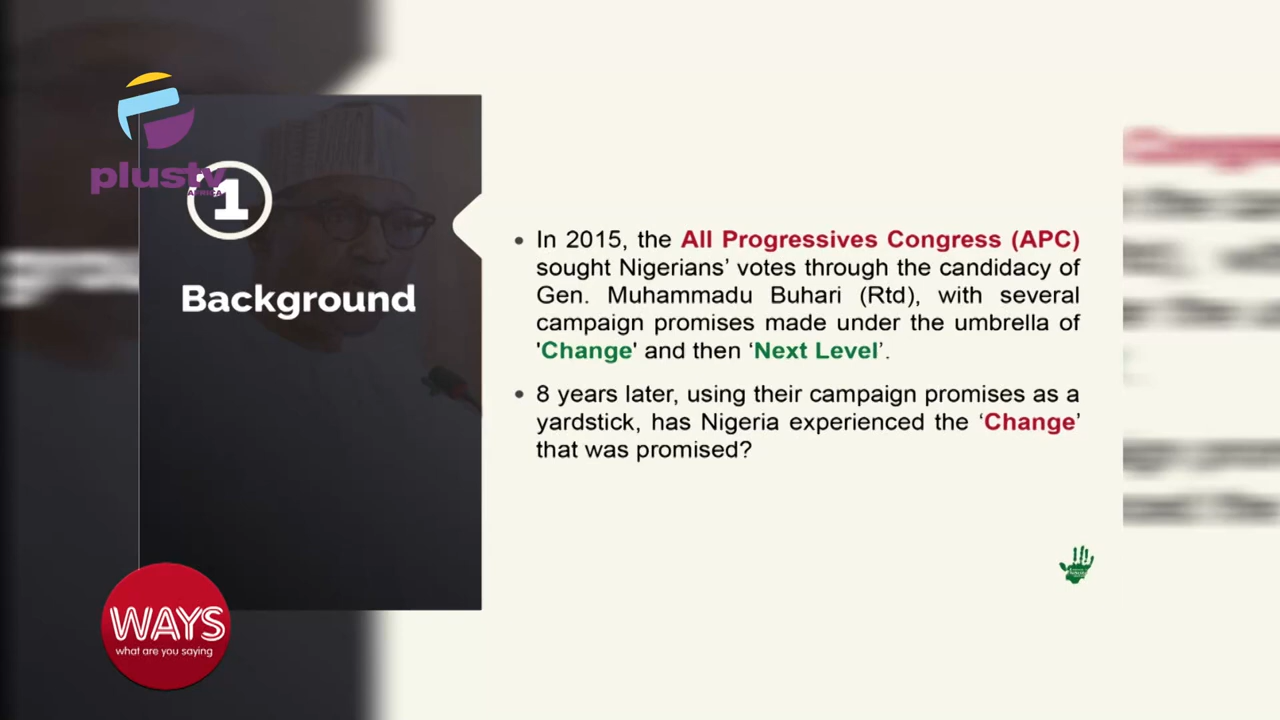 plustv
AFRICA
1
Background
• In 2015, the All Progressives Congress (APC)
sought Nigerians’ votes through the candidacy of
Gen. Muhammadu Buhari (Rtd), with several
campaign promises made under the umbrella of
'Change' and then ‘Next Level’.
• 8 years later, using their campaign promises as a
yardstick, has Nigeria experienced the ‘Change’
that was promised?
WAYS
what are you saying